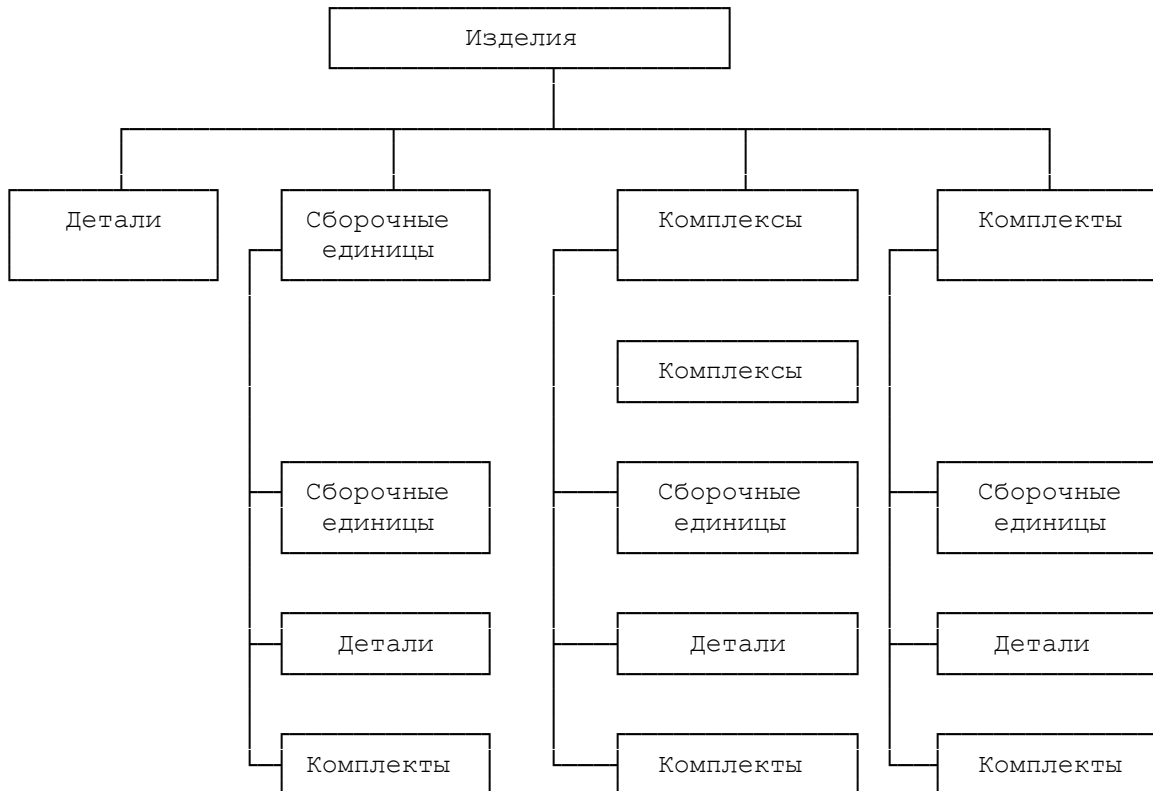 Изделия
Детали
Сборочные
единицы
Комплексы
Комплекты
Комплексы
Сборочные
единицы
Сборочные
единицы
Сборочные
единицы
Детали
Детали
Детали
Комплекты
Комплекты
Комплекты